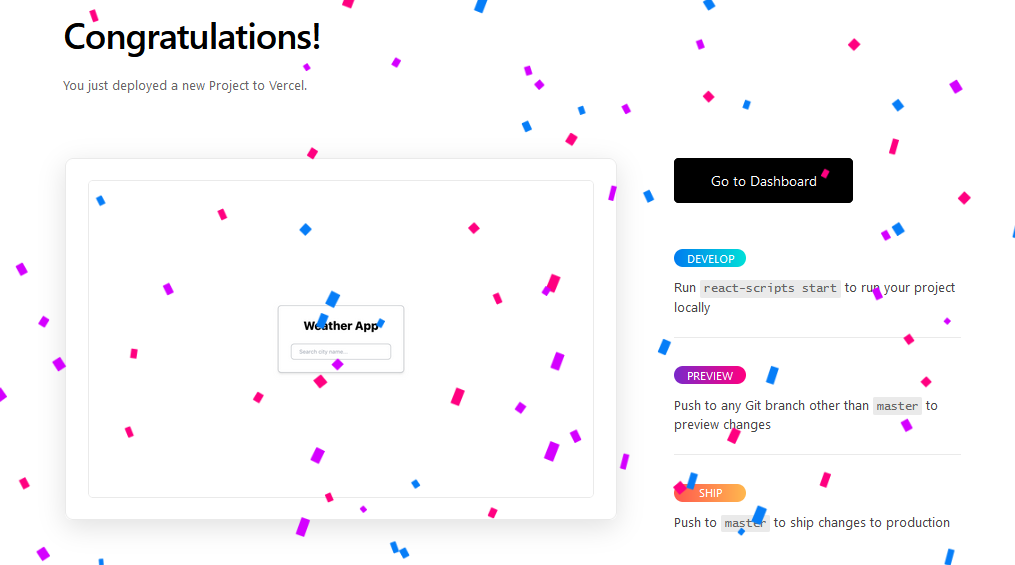 Congratulations!
You just deployed a new Project to Vercel.
Weather App
Search city name...
Go to Dashboard
DEVELOP
Run react-scripts start to run your project
locally
PREVIEW
Push to any Git branch other than master to
preview changes
SHIP
Push to master to ship changes to production